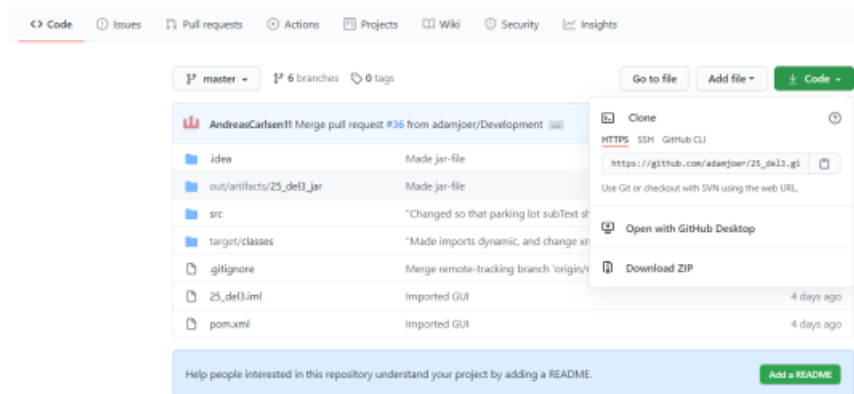 Code Issues Pull requests Actions Projects Wiki Security Insights
master 6 branches 0 tags Go to file Add file Code
AndreasCarlsen11 Merge pull request #36 from adamjoer/Development ...
Clone
HTTPS SSH GitHub CLI
https://github.com/adamjoer/25_del3.gi
Use Git or checkout with SVN using the web URL.
Open with GitHub Desktop
Download ZIP
.idea Made jar-file
out/artifacts/25_del3_jar Made jar-file
src "Changed so that parking lot subText sh
target/classes "Made imports dynamic, and change xn
.gitignore Merge remote-tracking branch 'origin/r
25_del3.iml Imported GUI 4 days ago
pom.xml Imported GUI 4 days ago
Help people interested in this repository understand your project by adding a README. Add a README